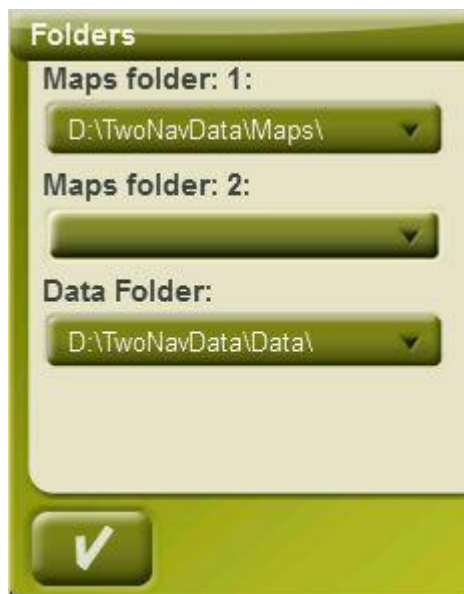 Folders
Maps folder: 1:
D:\TwoNavData\Maps\
Maps folder: 2:
Data Folder:
D:\TwoNavData\Data\